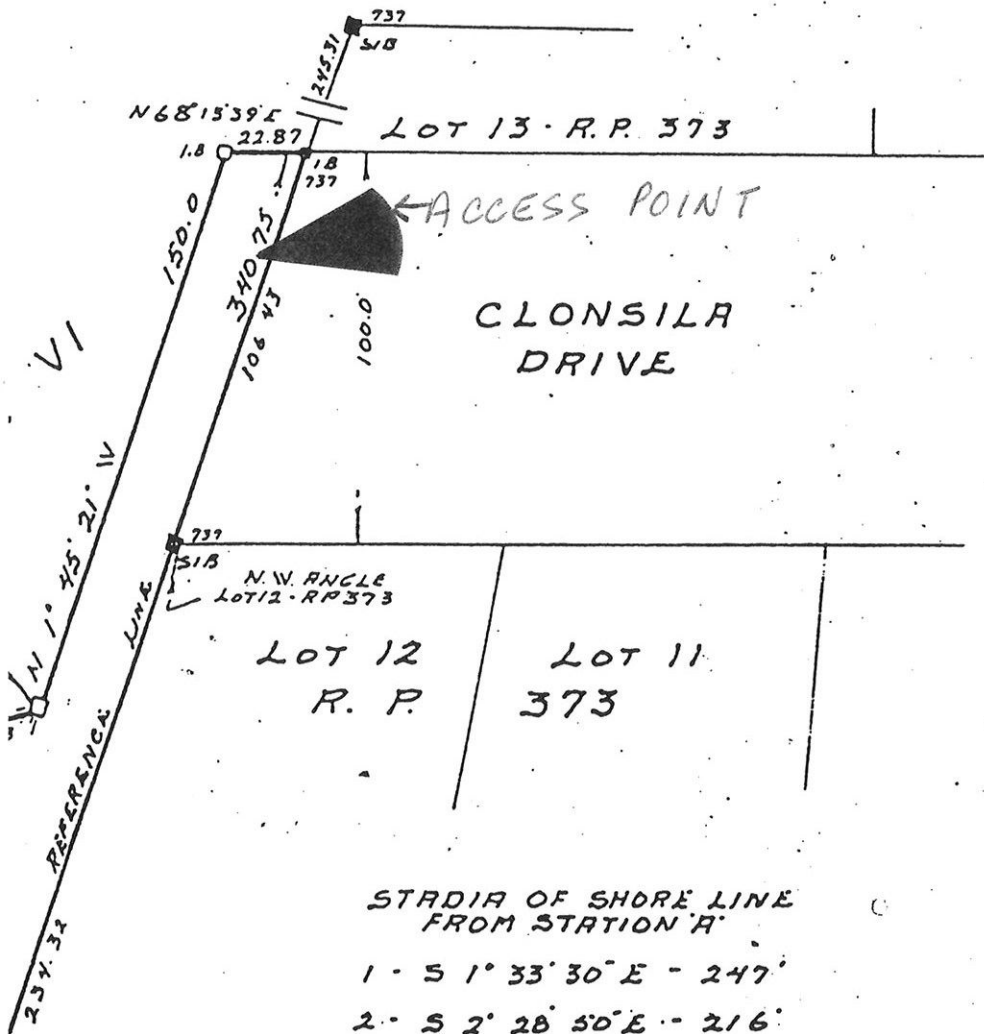 737
SIB
245.31
N68°15'39"E
22.87
LOT 13 · R.P. 373
1.B
1B
737
←ACCESS POINT
150.0
340.75
106.43
100.0'
CLONSILA
DRIVE
VI
N 1° 45' 21" W
737
SIB
N.W. ANGLE
LOT 12 · RP 373
LINE
REFERENCE
234.32
LOT 12
LOT 11
R. P.
373
STADIA OF SHORE LINE
FROM STATION 'A'
1 - S 1° 33' 30" E - 247'
2 - S 2° 28' 50" E - 216'